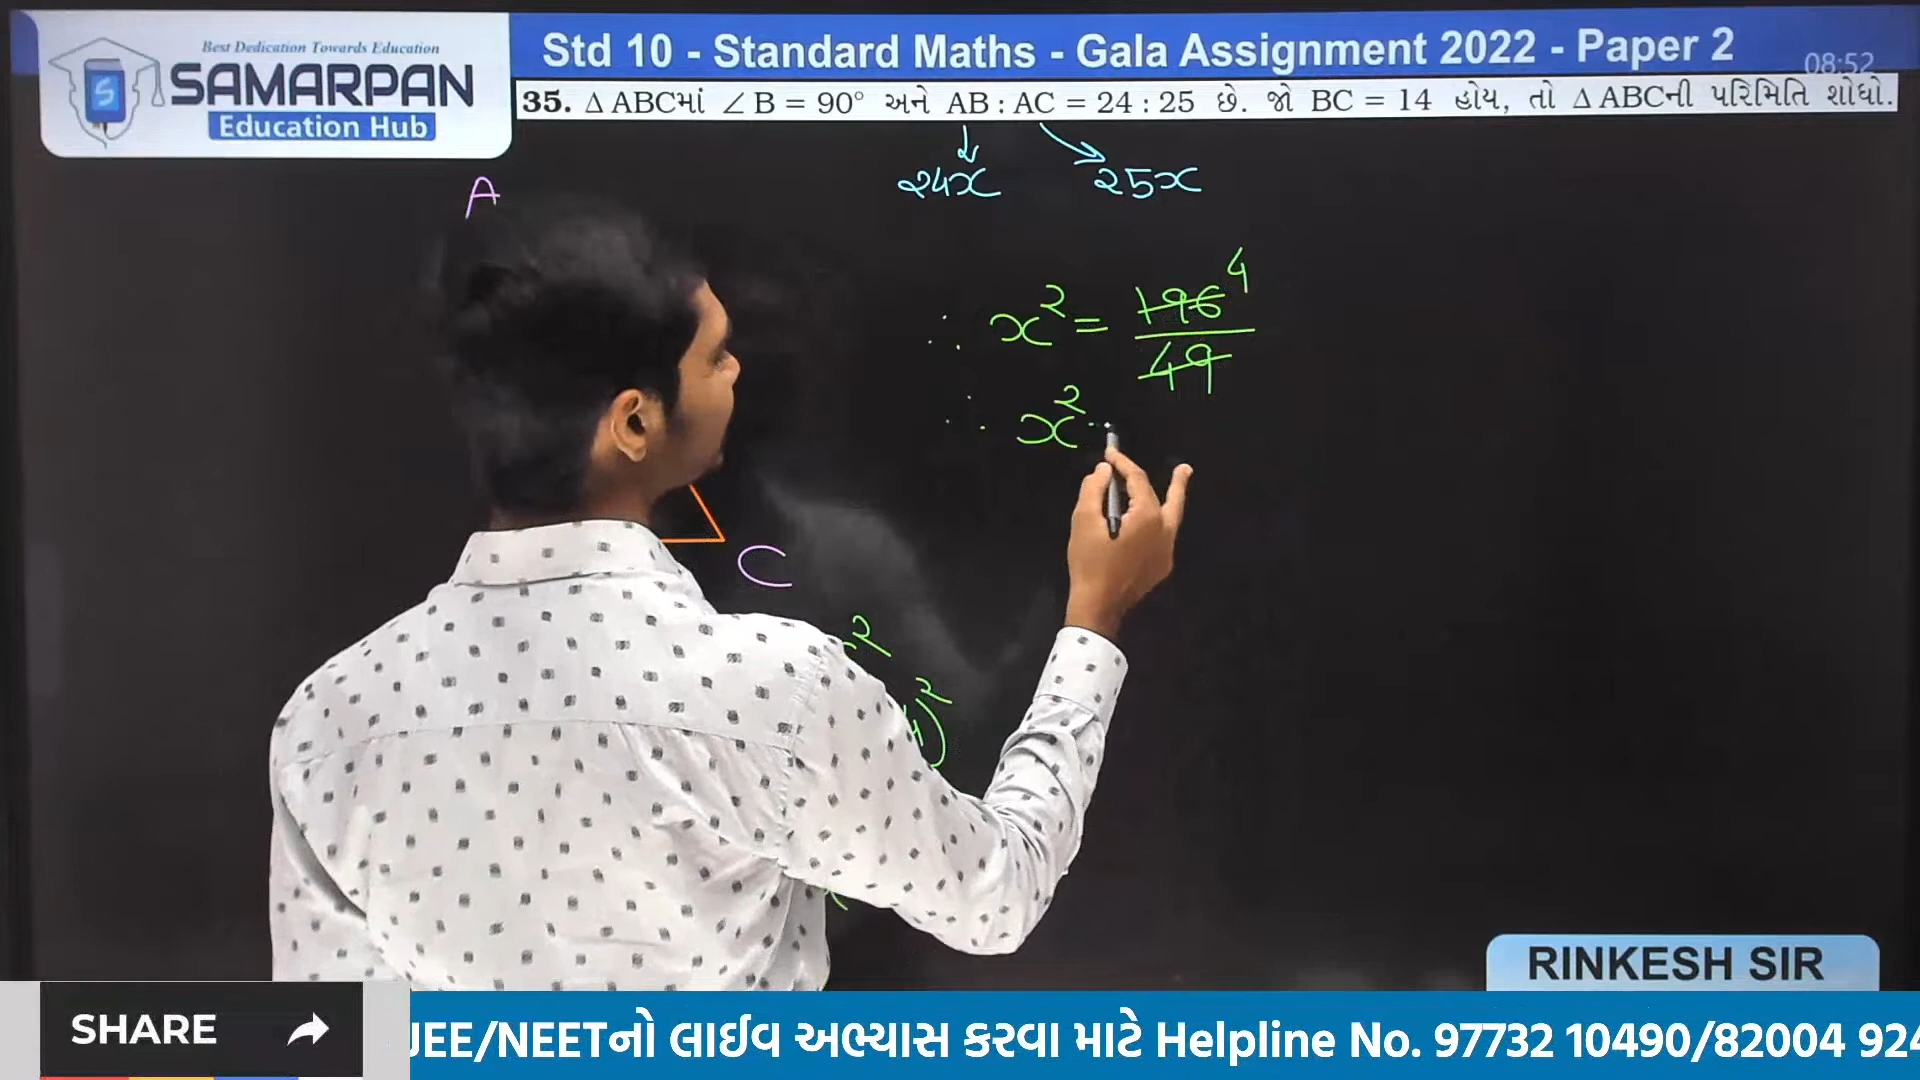 Best Dedication Towards Education
SAMARPAN
Education Hub
Std 10 - Standard Maths - Gala Assignment 2022 - Paper 2
08:52
35. Δ ABCમાં ∠ B = 90° અને AB : AC = 24 : 25 છે. જો BC = 14 હોય, તો Δ ABCની પરિમિતિ શોધો.
24x 25x
A
∴ x² = 196 4
49
∴ x²
C
RINKESH SIR
SHARE
JEE/NEETનો લાઈવ અભ્યાસ કરવા માટે Helpline No. 97732 10490/82004 924